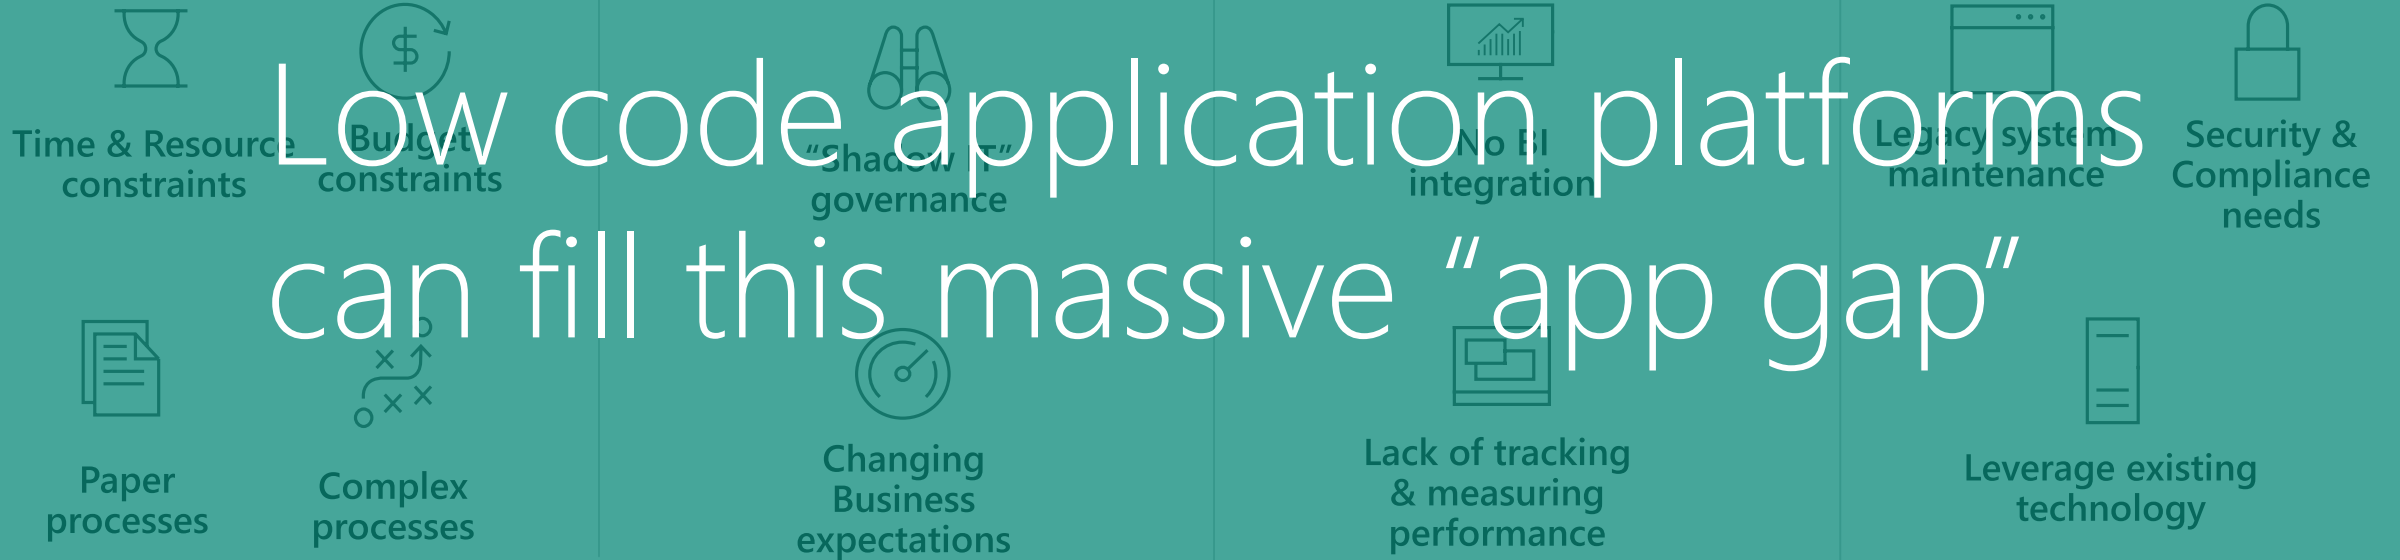 Low code application platforms
can fill this massive “app gap”
Time & Resource
constraints
Budget
constraints
“Shadow IT”
governance
No BI
integration
Legacy system
maintenance
Security &
Compliance
needs
Paper
processes
Complex
processes
Changing
Business
expectations
Lack of tracking
& measuring
performance
Leverage existing
technology